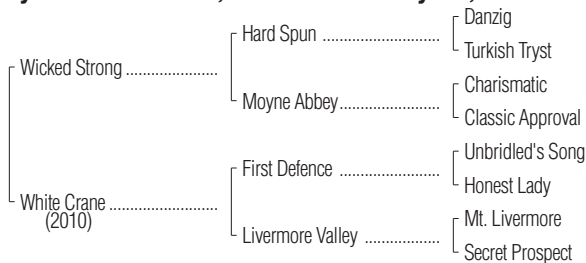 Danzig
Hard Spun ......................
Turkish Tryst
Wicked Strong .....................
Charismatic
Moyne Abbey...................
Classic Approval
Unbridled's Song
First Defence ...................
Honest Lady
White Crane .........................
(2010)
Mt. Livermore
Livermore Valley .................
Secret Prospect